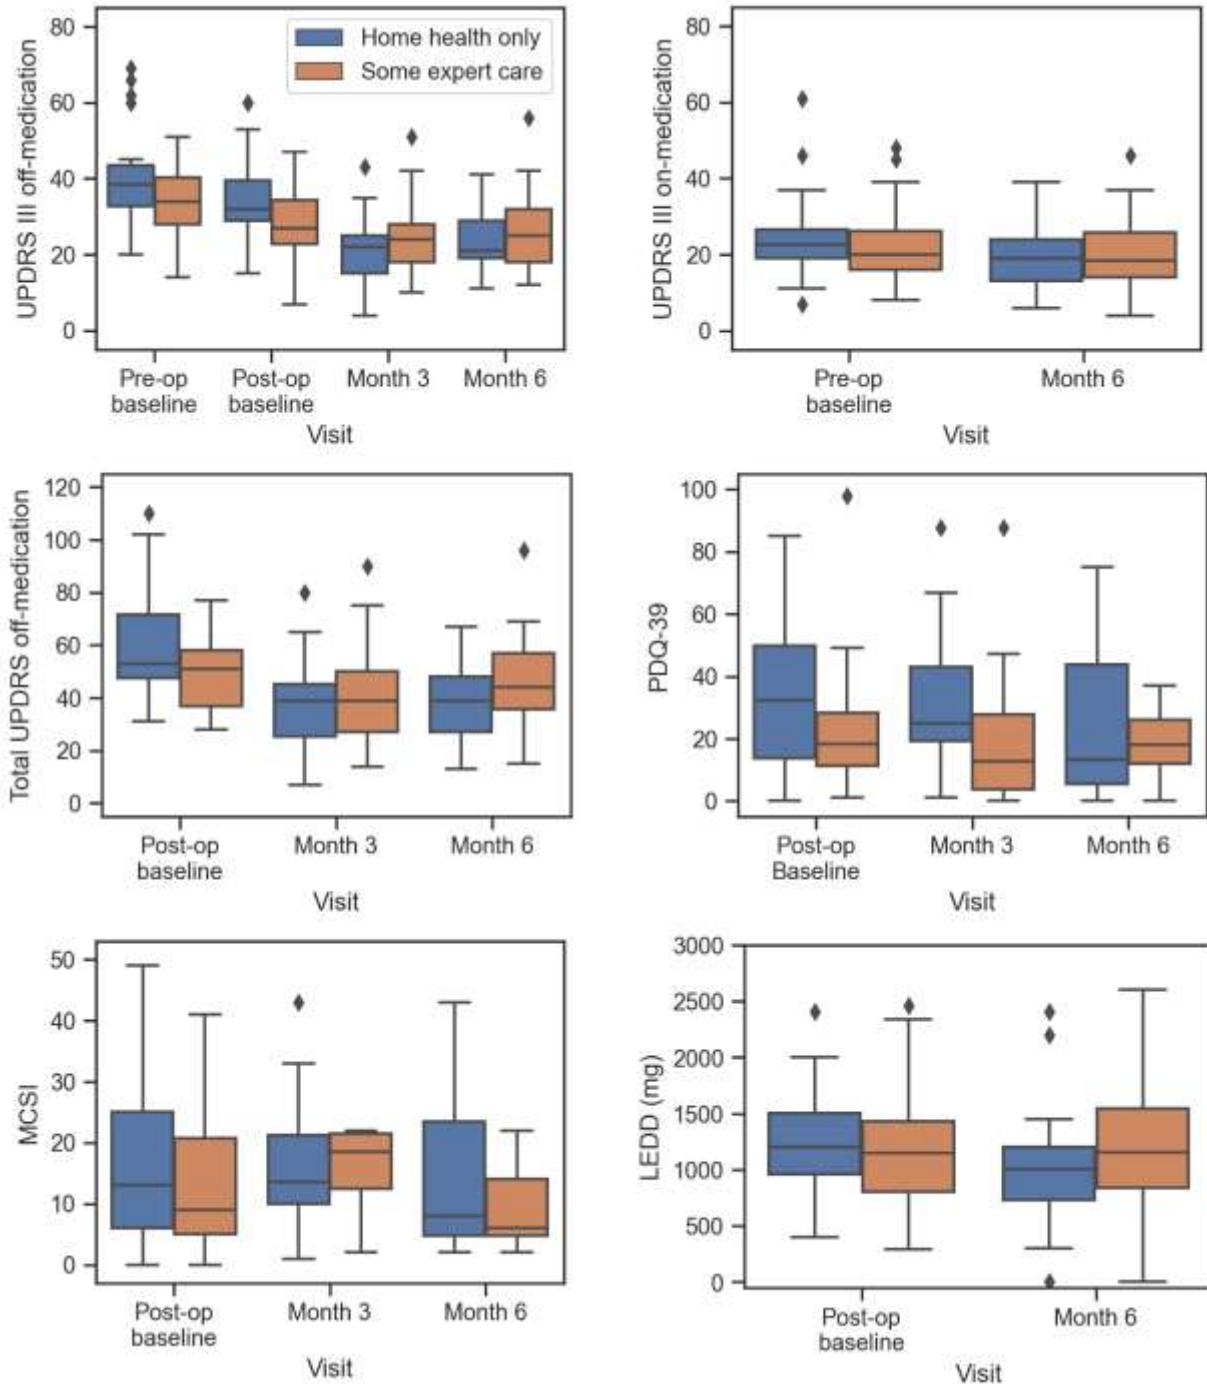 UPDRS III off-medication
80
60
40
20
0
Home health only
Some expert care
Pre-op
baseline
Post-op
baseline
Month 3
Month 6
Visit
UPDRS III on-medication
80
60
40
20
0
Pre-op
baseline
Month 6
Visit
Total UPDRS off-medication
120
100
80
60
40
20
0
Post-op
baseline
Month 3
Month 6
Visit
PDQ-39
100
80
60
40
20
0
Post-op
Baseline
Month 3
Month 6
Visit
MCSI
50
40
30
20
10
0
Post-op
baseline
Month 3
Month 6
Visit
LEDD (mg)
3000
2500
2000
1500
1000
500
0
Post-op
baseline
Month 6
Visit